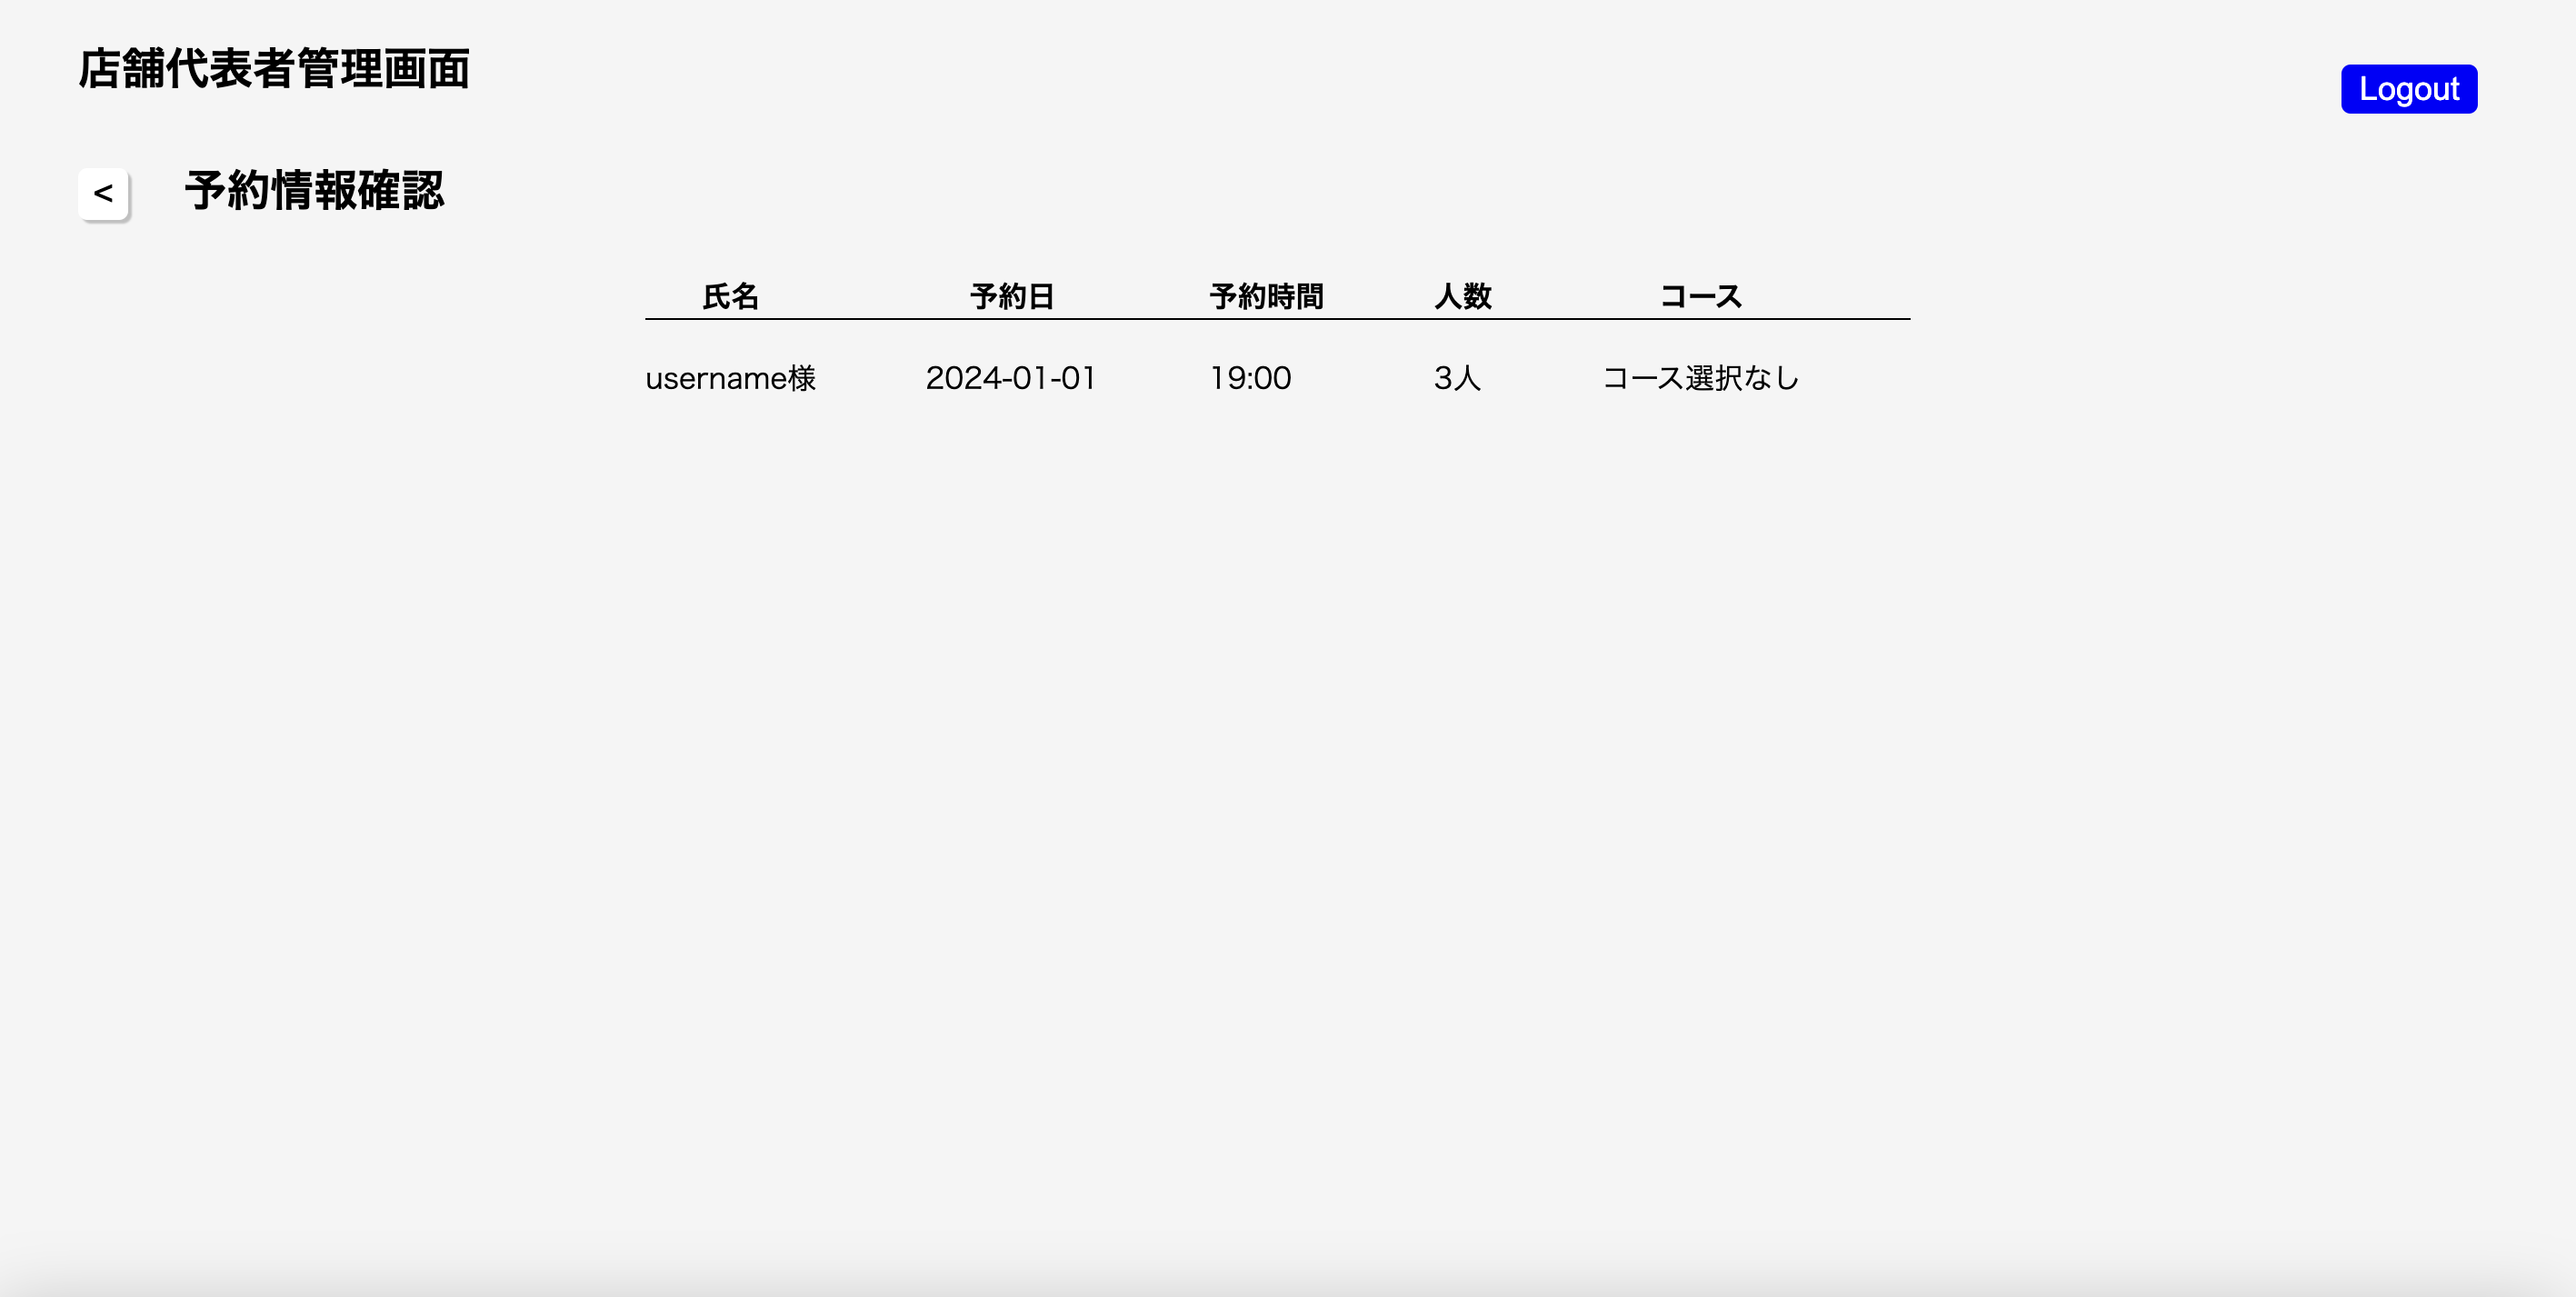 店舗代表者管理画面
Logout
< 予約情報確認
氏名 予約日 予約時間 人数 コース
username様 2024-01-01 19:00 3人 コース選択なし